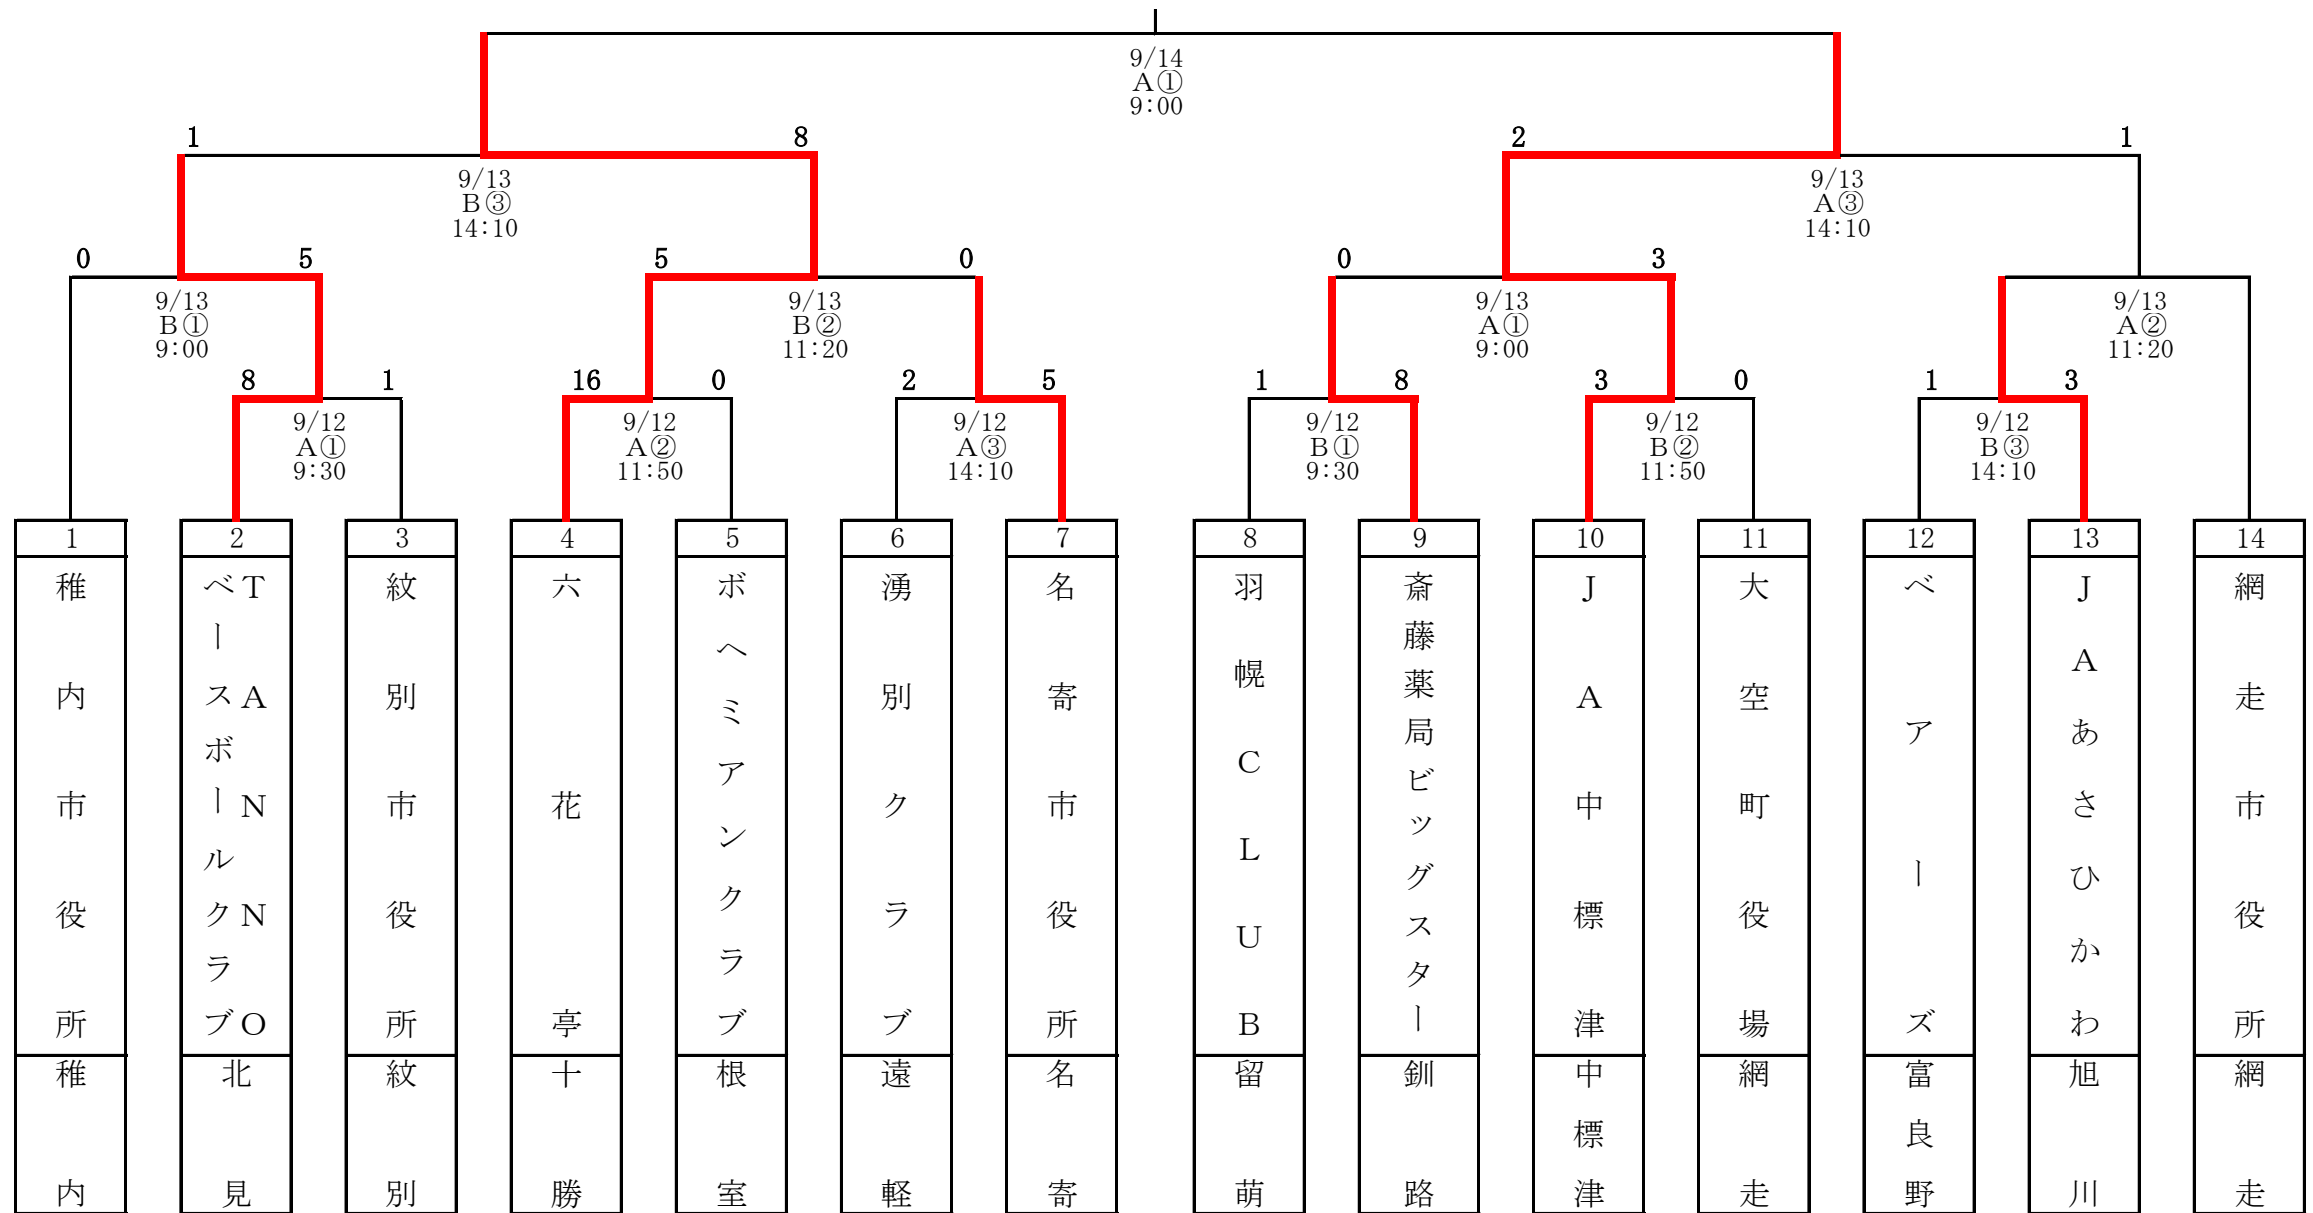 9/14
A①
9:00
1
8
2
1
9/13
B③
14:10
9/13
A③
14:10
0
5
5
0
0
3
9/13
B①
9:00
9/13
B②
11:20
9/13
A①
9:00
9/13
A②
11:20
8
1
16
0
2
5
1
8
3
0
1
3
9/12
A①
9:30
9/12
A②
11:50
9/12
A③
14:10
9/12
B①
9:30
9/12
B②
11:50
9/12
B③
14:10
1
稚内市役所
稚内
2
TANNO
ベースボールクラブ
北見
3
紋別市役所
紋別
4
六花亭
十勝
5
ボヘミアンクラブ
根室
6
湧別クラブ
遠軽
7
名寄市役所
名寄
8
羽幌CLUB
留萌
9
斎藤薬局ビッグスター
釧路
10
JA中標津
中標津
11
大空町役場
網走
12
ベアーズ
富良野
13
JAあさひかわ
旭川
14
網走市役所
網走